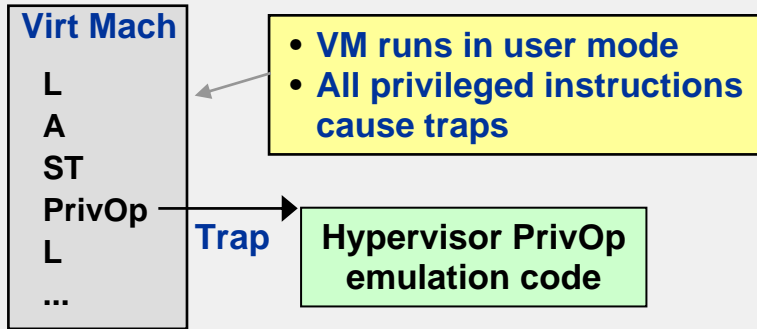 Virt Mach
L
A
ST
PrivOp
L
...
• VM runs in user mode
• All privileged instructions
cause traps
Trap
Hypervisor PrivOp
emulation code